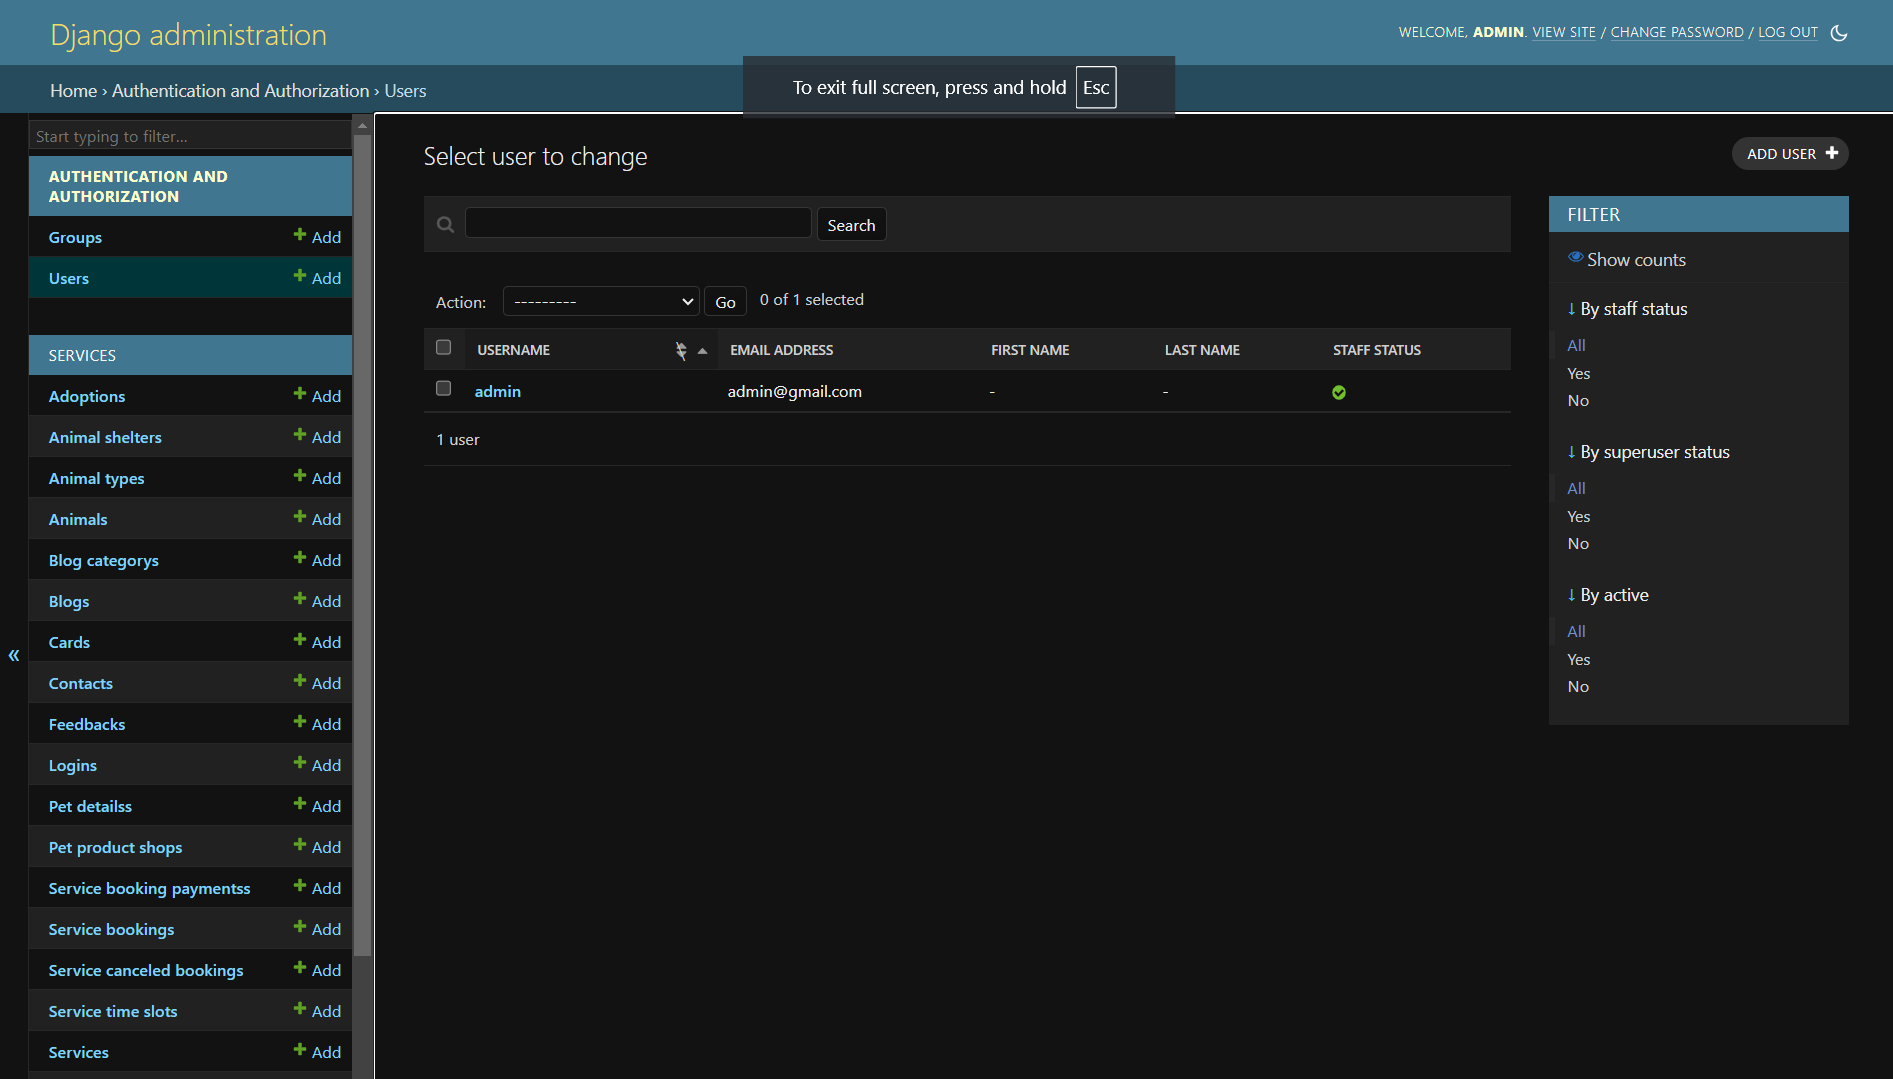 Django administration
WELCOME, ADMIN. VIEW SITE / CHANGE PASSWORD / LOG OUT
Home › Authentication and Authorization › Users
To exit full screen, press and hold Esc
Start typing to filter...
AUTHENTICATION AND
AUTHORIZATION
Groups Add
Users Add
SERVICES
Adoptions Add
Animal shelters Add
Animal types Add
Animals Add
Blog categorys Add
Blogs Add
Cards Add
Contacts Add
Feedbacks Add
Logins Add
Pet detailss Add
Pet product shops Add
Service booking paymentss Add
Service bookings Add
Service canceled bookings Add
Service time slots Add
Services Add
«
Select user to change
ADD USER
Search
Action: --------- Go 0 of 1 selected
USERNAME EMAIL ADDRESS FIRST NAME LAST NAME STAFF STATUS
admin admin@gmail.com - -
1 user
FILTER
Show counts
↓ By staff status
All
Yes
No
↓ By superuser status
All
Yes
No
↓ By active
All
Yes
No